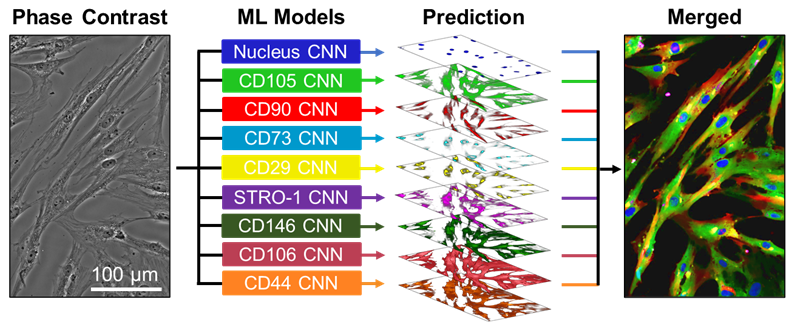 Phase Contrast
ML Models
Prediction
Merged
Nucleus CNN
CD105 CNN
CD90 CNN
CD73 CNN
CD29 CNN
STRO-1 CNN
CD146 CNN
CD106 CNN
CD44 CNN
100 µm